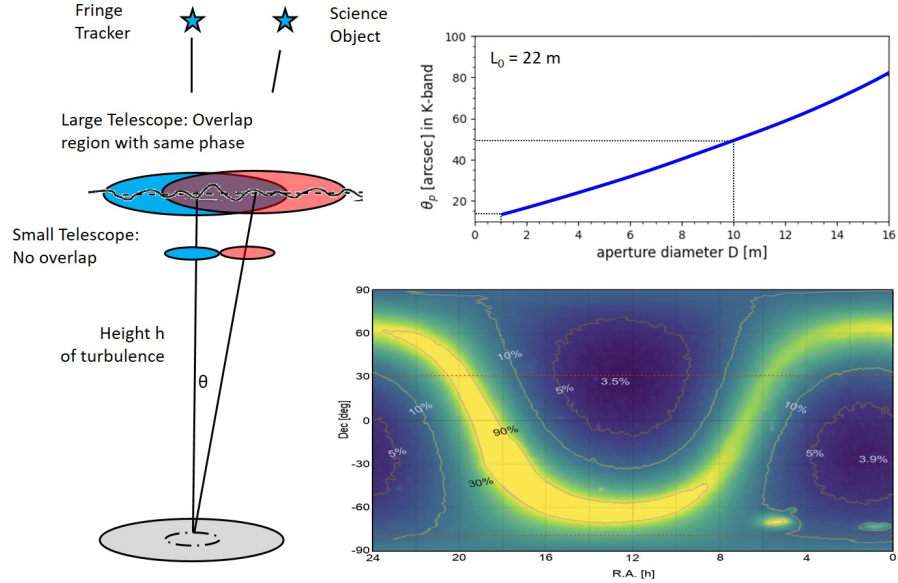 Fringe
Tracker
Science
Object
Large Telescope: Overlap
region with same phase
Small Telescope:
No overlap
Height h
of turbulence
θ
L₀ = 22 m
θₚ [arcsec] in K-band
100
80
60
40
20
0 2 4 6 8 10 12 14 16
aperture diameter D [m]
Dec [deg]
90
60
30
0
-30
-60
-90
10%
5%
3.5%
10%
10%
5%
90%
30%
5%
3.9%
24 20 16 12 8 4 0
R.A. [h]